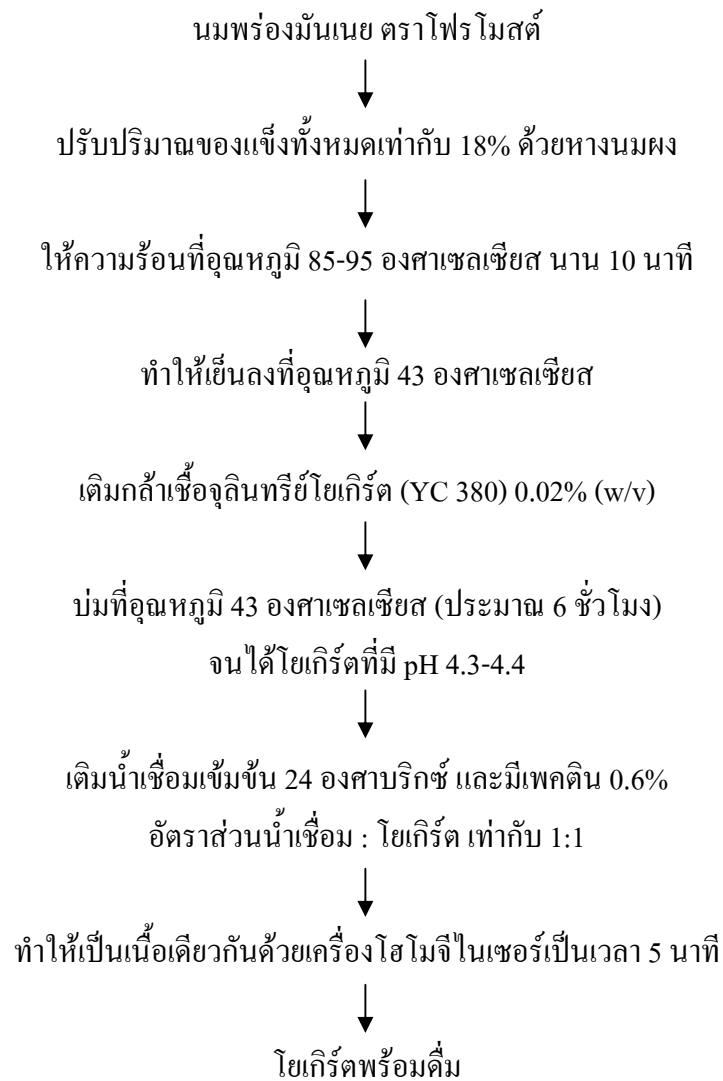 นมพร่องมันเนย ตราโฟรโมสต์
ปรับปริมาณของแข็งทั้งหมดเท่ากับ 18% ด้วยหางนมผง
ให้ความร้อนที่อุณหภูมิ 85-95 องศาเซลเซียส นาน 10 นาที
ทำให้เย็นลงที่อุณหภูมิ 43 องศาเซลเซียส
เติมกล้าเชื้อจุลินทรีย์โยเกิร์ต (YC 380) 0.02% (w/v)
บ่มที่อุณหภูมิ 43 องศาเซลเซียส (ประมาณ 6 ชั่วโมง)
จนได้โยเกิร์ตที่มี pH 4.3-4.4
เติมน้ำเชื่อมเข้มข้น 24 องศาบริกซ์ และมีเพคติน 0.6%
อัตราส่วนน้ำเชื่อม : โยเกิร์ต เท่ากับ 1:1
ทำให้เป็นเนื้อเดียวกันด้วยเครื่องโฮโมจีไนเซอร์เป็นเวลา 5 นาที
โยเกิร์ตพร้อมดื่ม